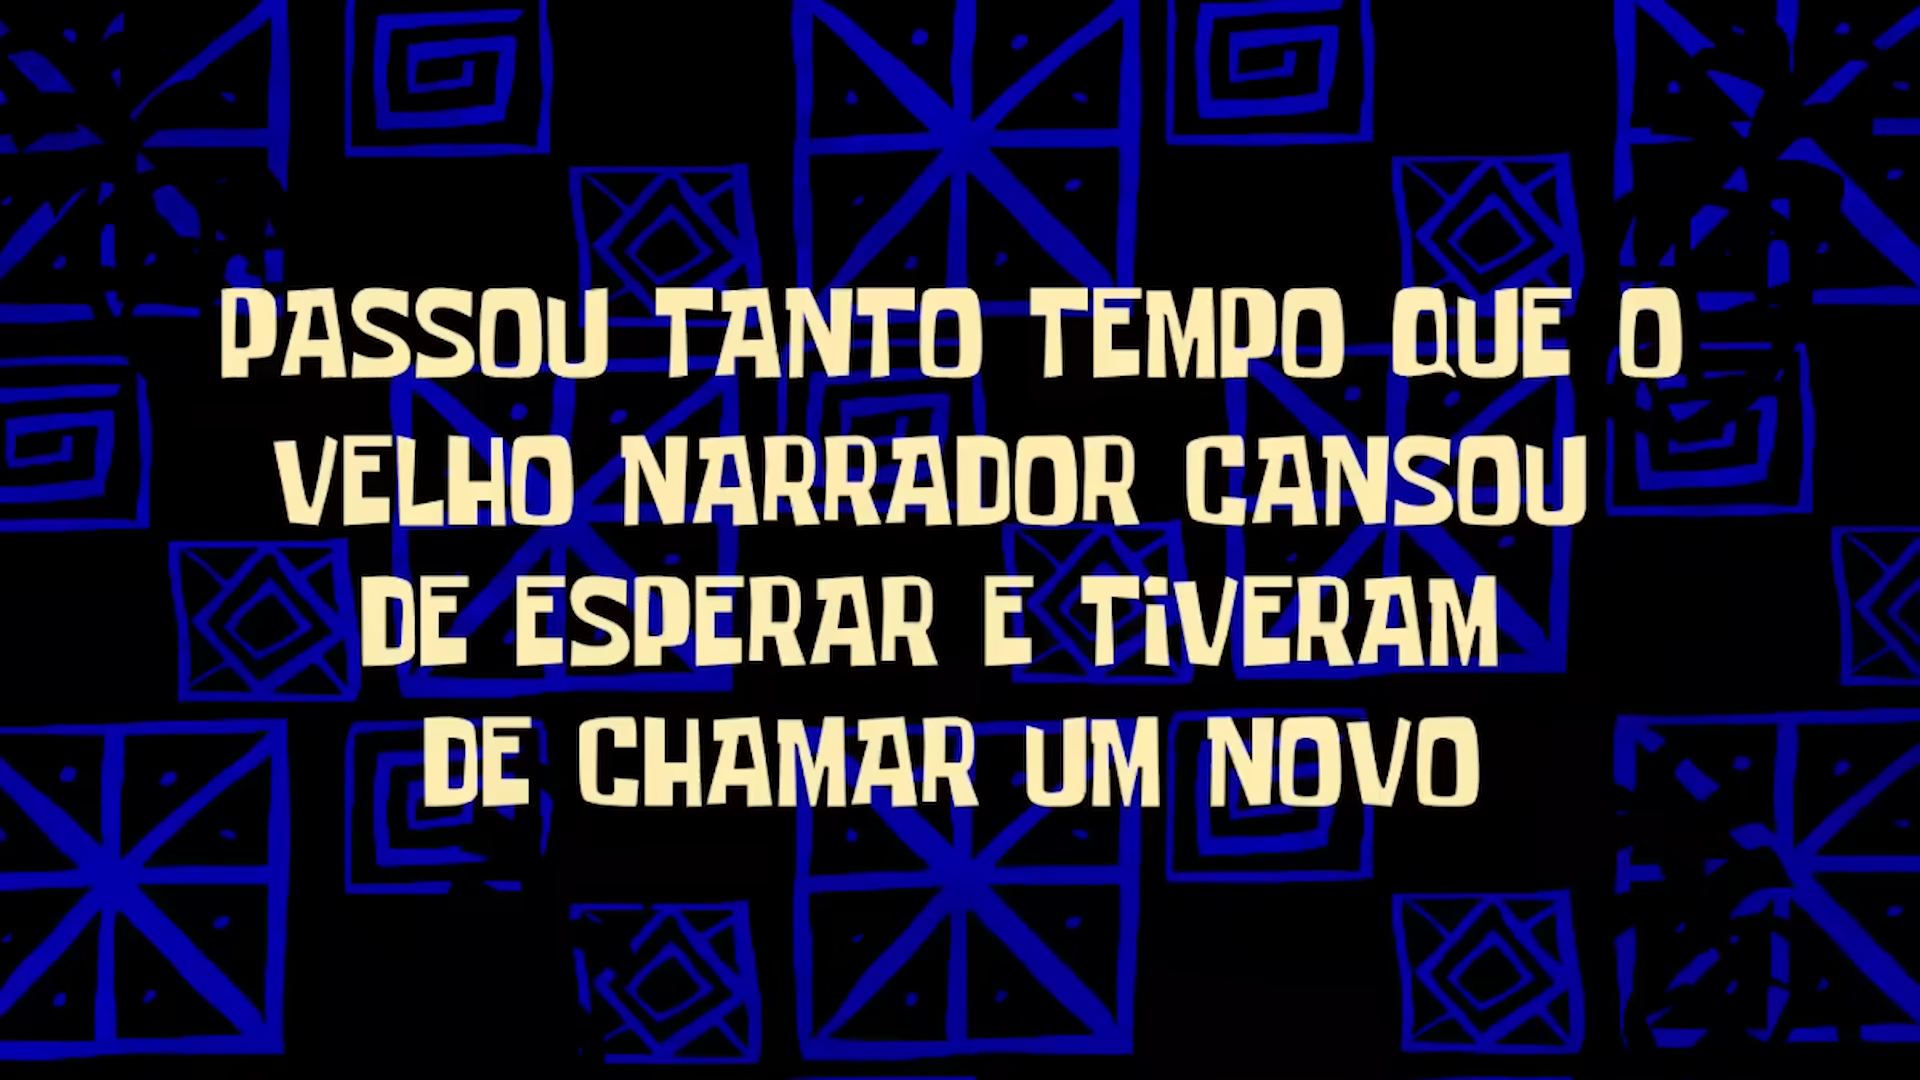 PASSOU TANTO TEMPO QUE O
VELHO NARRADOR CANSOU
DE ESPERAR E TiVERAM
DE CHAMAR UM NOVO